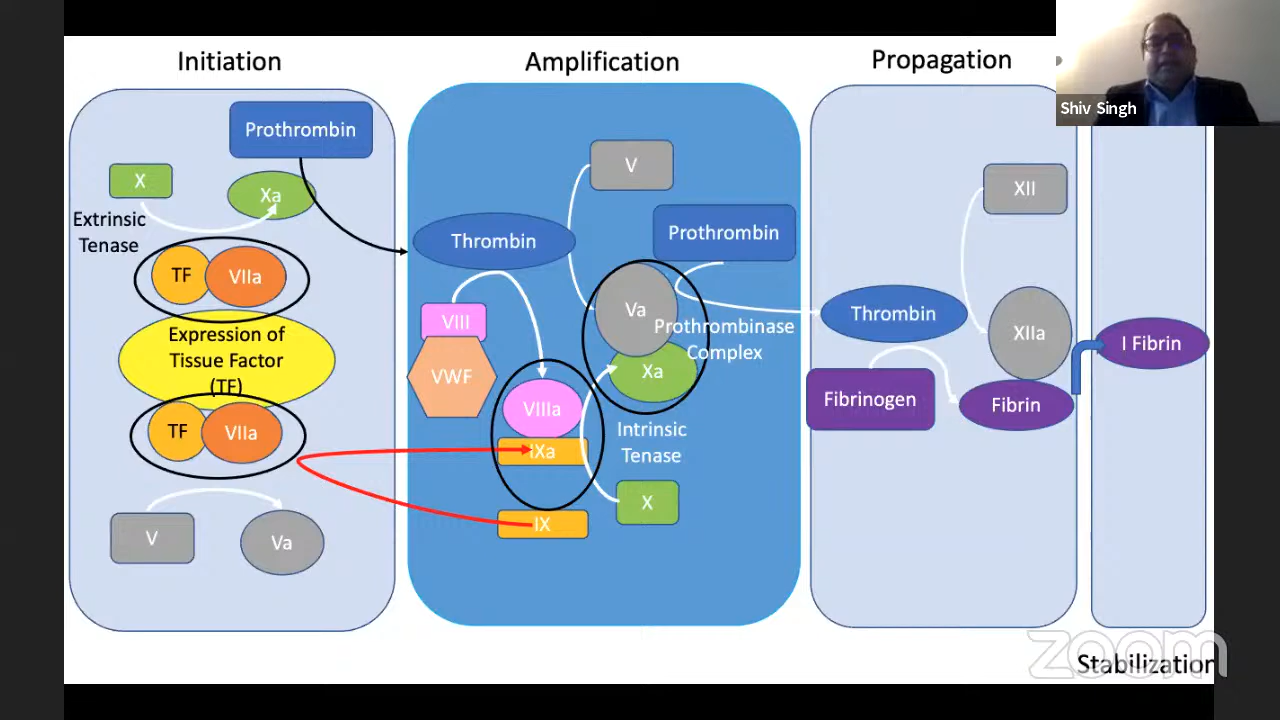 Initiation
Amplification
Propagation
Shiv Singh
Prothrombin
X
Xa
Extrinsic
Tenase
TF
VIIa
Expression of
Tissue Factor
(TF)
TF
VIIa
V
Va
V
Thrombin
Prothrombin
VIII
VWF
Va
Prothrombinase
Complex
Xa
VIIIa
IXa
Intrinsic
Tenase
X
IX
XII
Thrombin
XIIa
Fibrinogen
Fibrin
I Fibrin
zoom
Stabilization